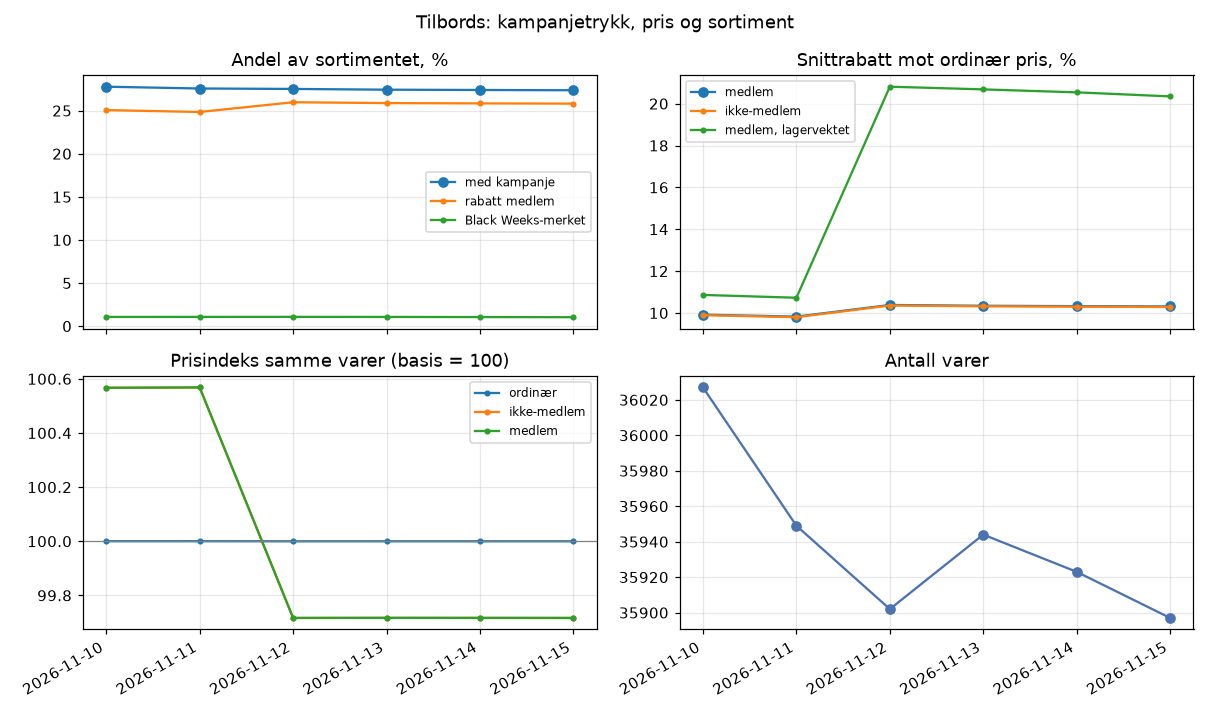 Tilbords: kampanjetrykk, pris og sortiment
Andel av sortimentet, %
25
20
15
10
5
0
med kampanje
rabatt medlem
Black Weeks-merket
Snittrabatt mot ordinær pris, %
20
18
16
14
12
10
medlem
ikke-medlem
medlem, lagervektet
Prisindeks samme varer (basis = 100)
100.6
100.4
100.2
100.0
99.8
ordinær
ikke-medlem
medlem
2026-11-10
2026-11-11
2026-11-12
2026-11-13
2026-11-14
2026-11-15
Antall varer
36020
36000
35980
35960
35940
35920
35900
2026-11-10
2026-11-11
2026-11-12
2026-11-13
2026-11-14
2026-11-15